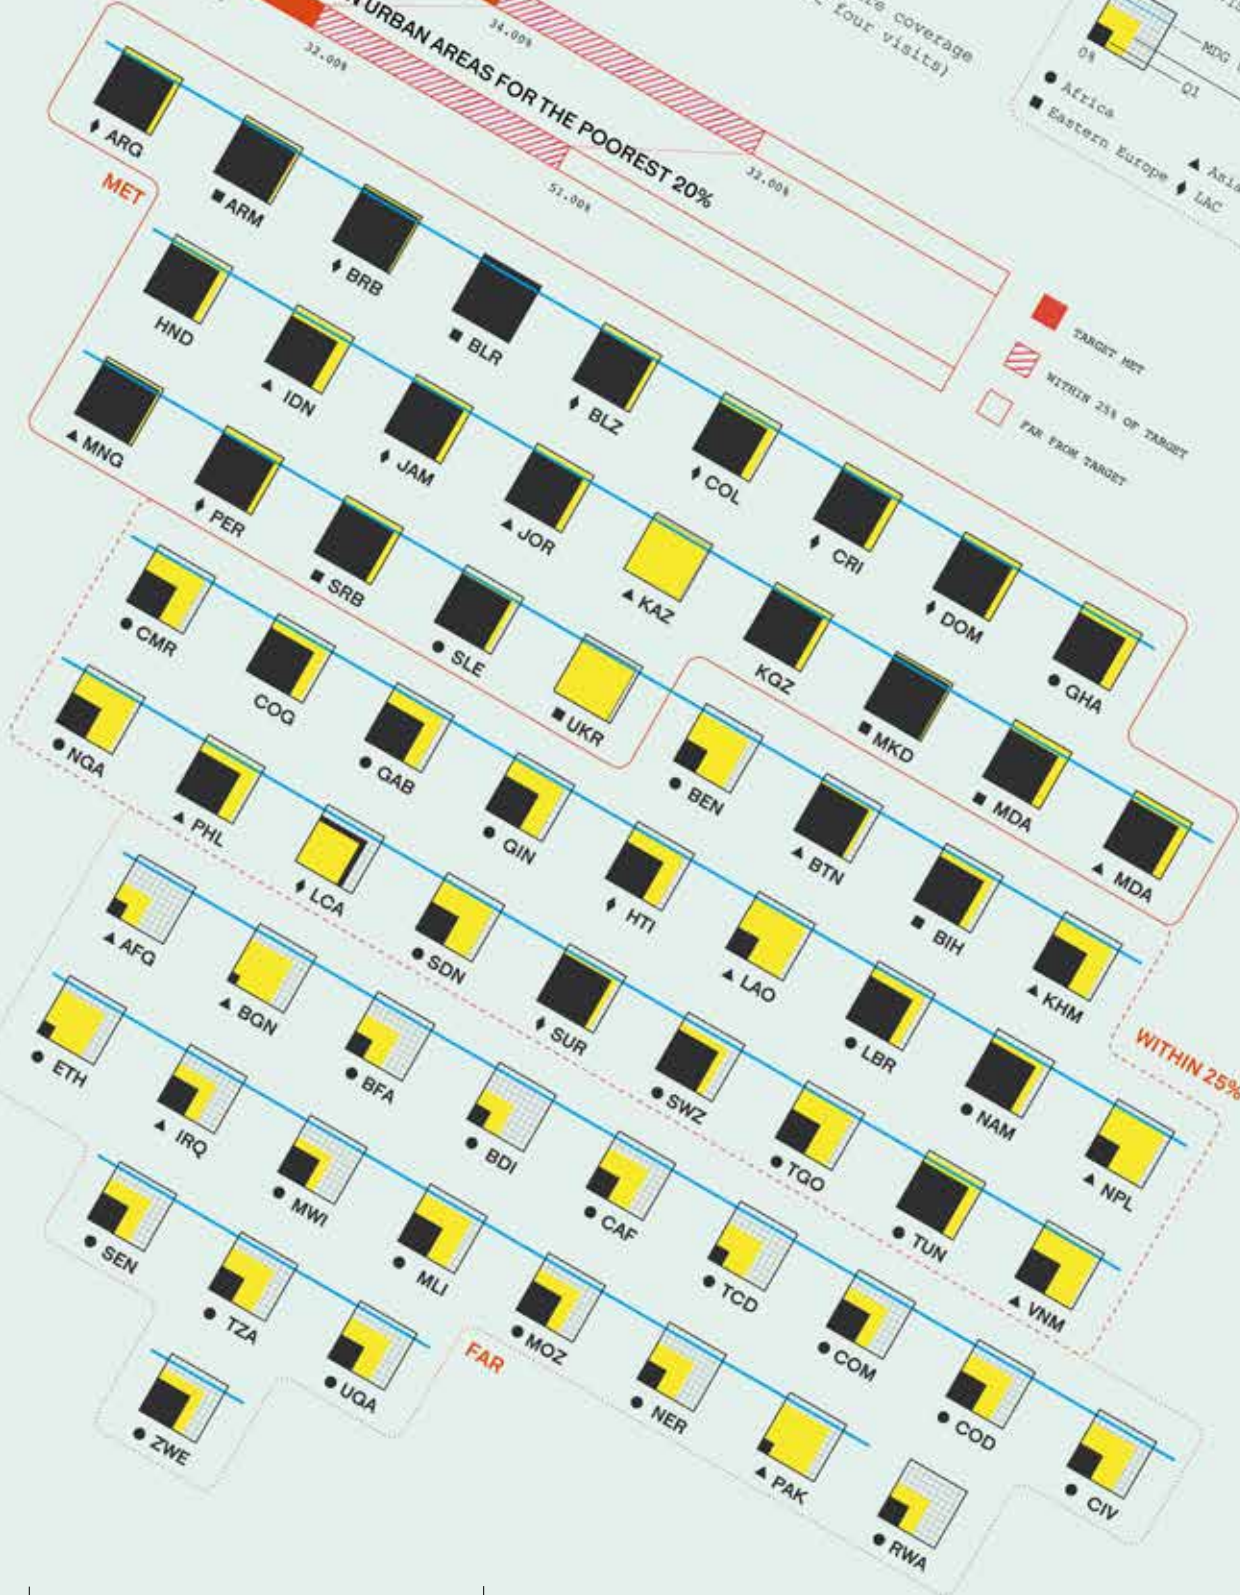 N URBAN AREAS FOR THE POOREST 20%
34.00%
33.00%
32.00%
51.00%
re coverage
four visits)
0%
MDG
Q1
● Africa
■ Eastern Europe
▲ Asia
♦ LAC
TARGET MET
WITHIN 25% OF TARGET
FAR FROM TARGET
MET
♦ ARG
■ ARM
♦ BRB
■ BLR
♦ BLZ
♦ COL
♦ CRI
♦ DOM
● GHA
HND
▲ IDN
♦ JAM
▲ JOR
▲ KAZ
KGZ
■ MKD
■ MDA
▲ MDA
▲ MNG
♦ PER
■ SRB
● SLE
■ UKR
● BEN
▲ BTN
■ BIH
▲ KHM
WITHIN 25%
● CMR
COG
● GAB
● GIN
♦ HTI
▲ LAO
● LBR
● NAM
▲ NPL
● NGA
▲ PHL
♦ LCA
● SDN
♦ SUR
● SWZ
● TGO
● TUN
▲ VNM
▲ AFG
▲ BGN
● BFA
● BDI
● CAF
● TCD
● COM
● COD
● CIV
● ETH
▲ IRQ
● MWI
● MLI
● MOZ
● NER
▲ PAK
● RWA
FAR
● SEN
● TZA
● UGA
● ZWE